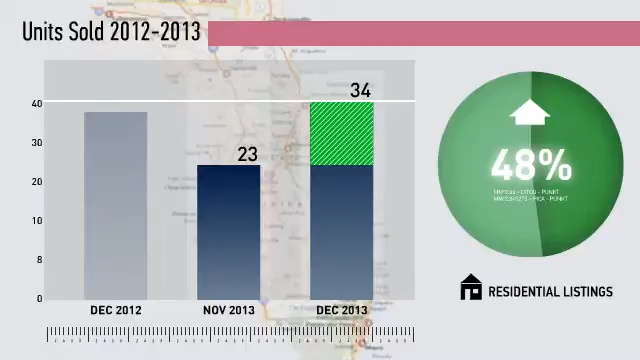 Units Sold 2012-2013
34
40
30
23
20
10
8
0
48%
RESIDENTIAL LISTINGS
DEC 2012
NOV 2013
DEC 2013